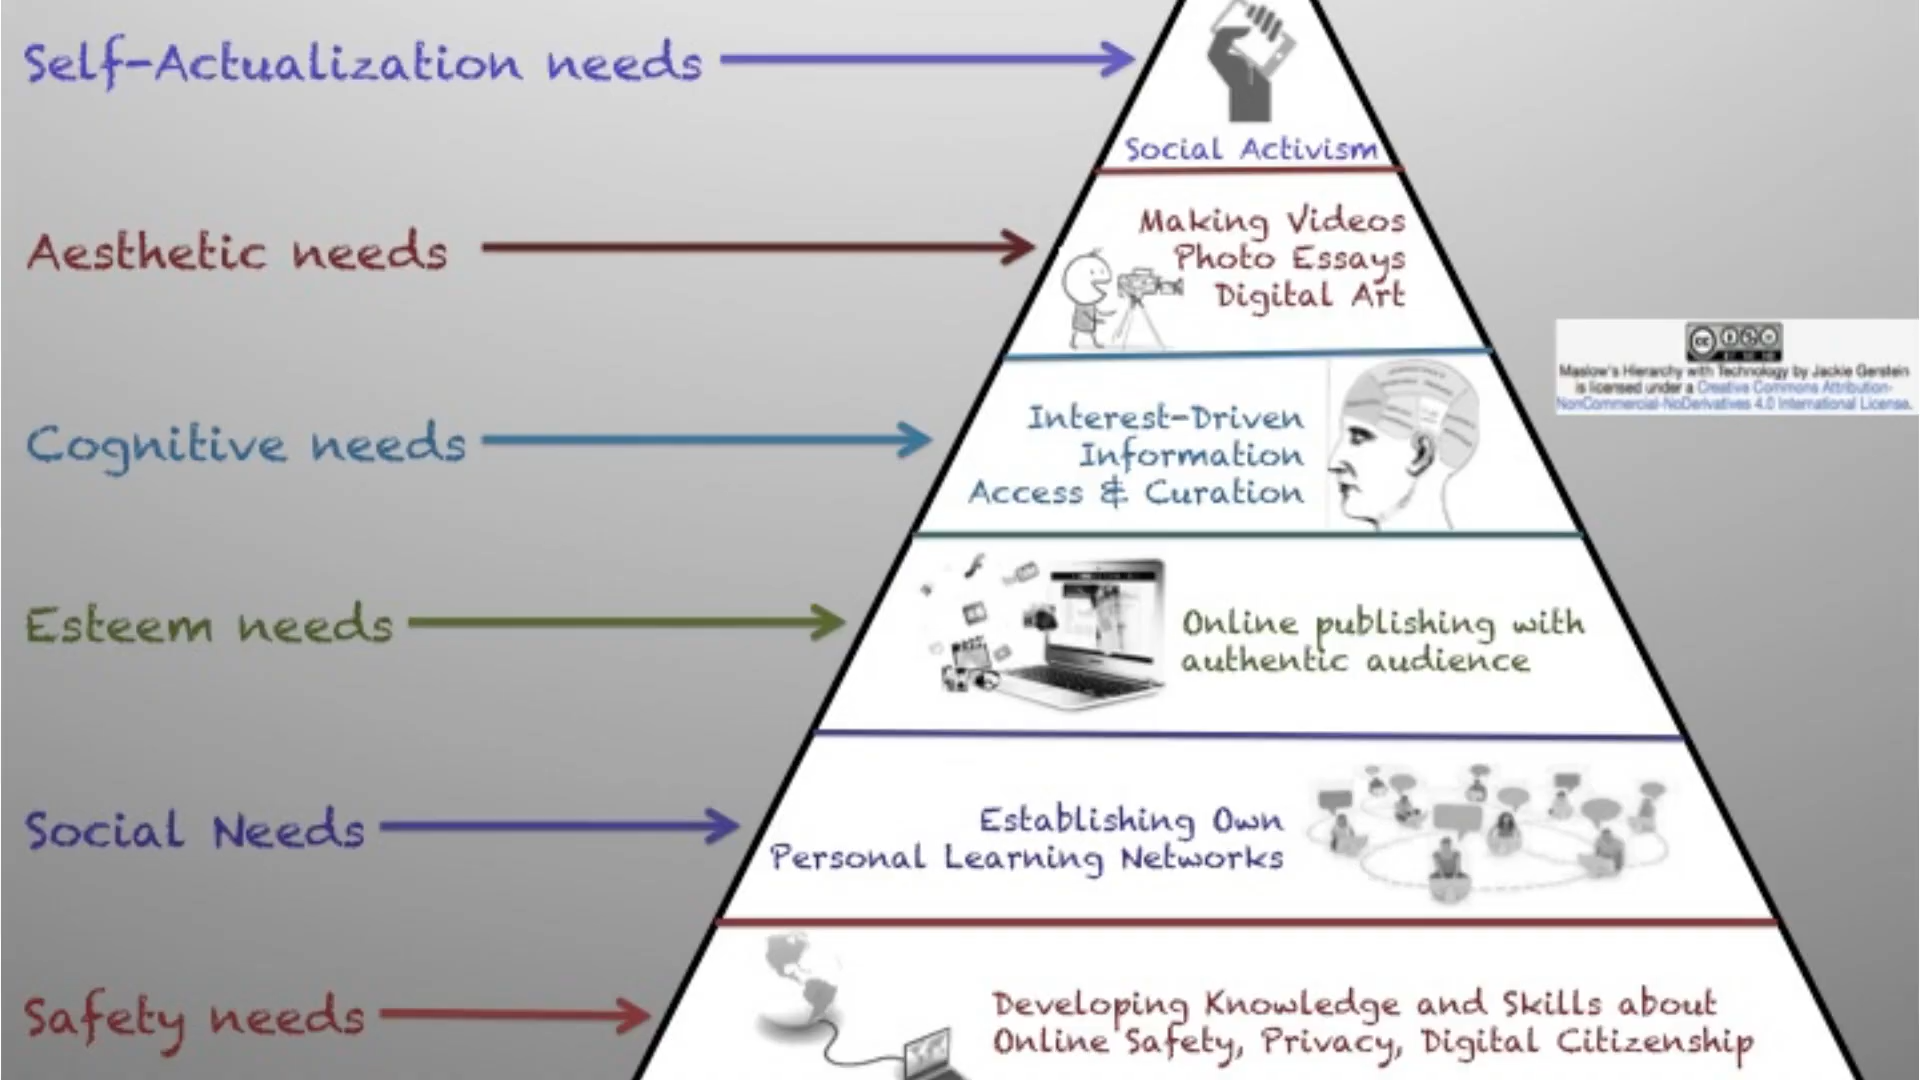 Self-Actualization needs
Social Activism
Aesthetic needs
Making Videos
Photo Essays
Digital Art
Cognitive needs
Interest-Driven
Information
Access & Curation
Esteem needs
Online publishing with
authentic audience
Social Needs
Establishing Own
Personal Learning Networks
Safety needs
Developing Knowledge and Skills about
Online Safety, Privacy, Digital Citizenship
cc
Maslow's Hierarchy with Technology by Jackie Gerstein
is licensed under a Creative Commons Attribution-
NonCommercial-NoDerivatives 4.0 International License.